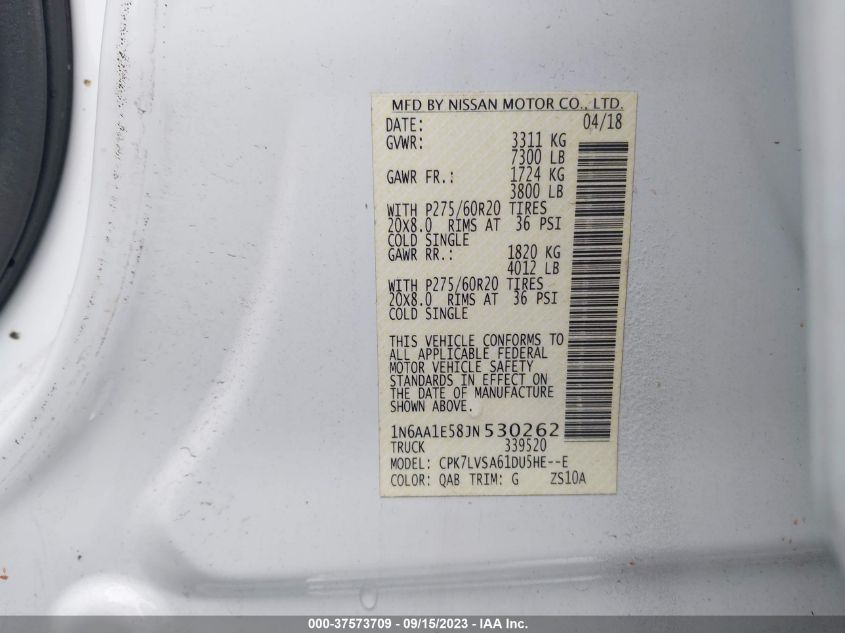 MFD BY NISSAN MOTOR CO., LTD.
DATE: 04/18
GVWR: 3311 KG
7300 LB
GAWR FR.: 1724 KG
3800 LB
WITH P275/60R20 TIRES
20X8.0 RIMS AT 36 PSI
COLD SINGLE
GAWR RR.: 1820 KG
4012 LB
WITH P275/60R20 TIRES
20X8.0 RIMS AT 36 PSI
COLD SINGLE
THIS VEHICLE CONFORMS TO
ALL APPLICABLE FEDERAL
MOTOR VEHICLE SAFETY
STANDARDS IN EFFECT ON
THE DATE OF MANUFACTURE
SHOWN ABOVE.
1N6AA1E58JN530262
TRUCK 339520
MODEL: CPK7LVSA61DU5HE--E
COLOR: QAB TRIM: G ZS10A
000-37573709 - 09/15/2023 - IAA Inc.